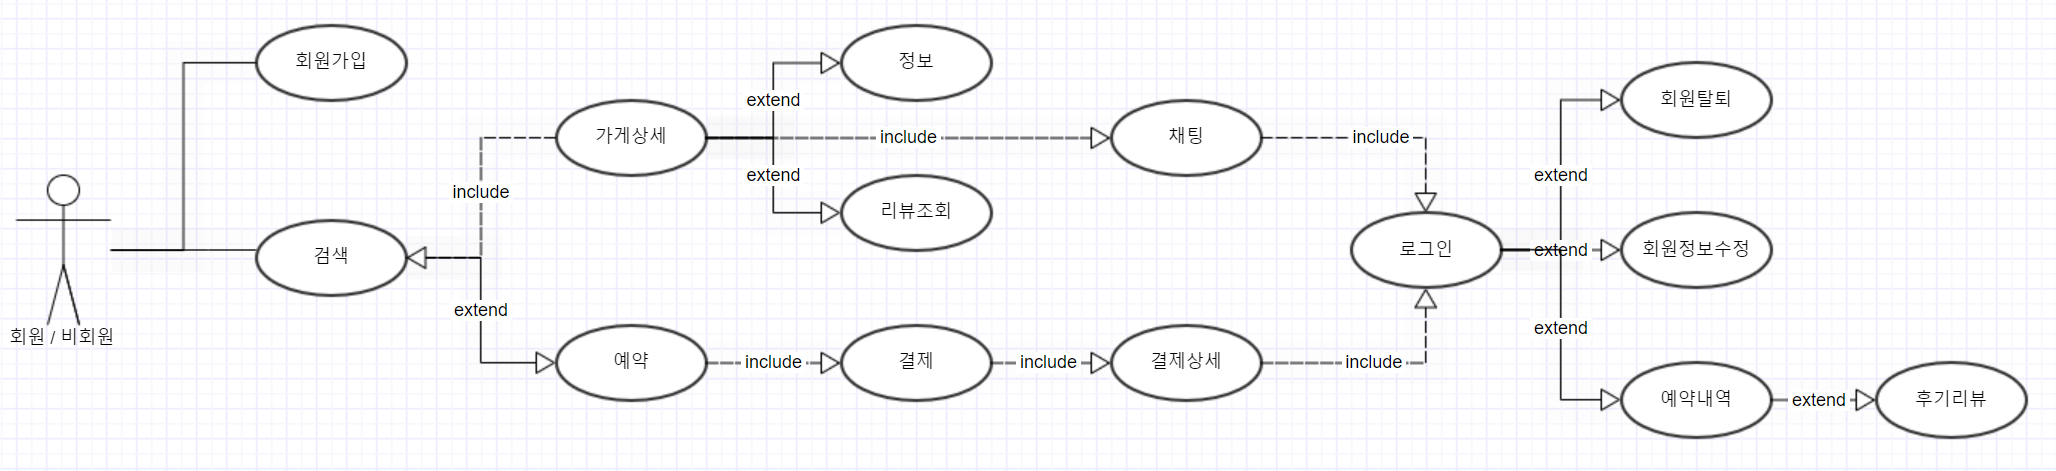 회원가입
정보
회원탈퇴
extend
가게상세
include
채팅
include
extend
extend
include
리뷰조회
검색
로그인
extend
회원정보수정
extend
extend
회원 / 비회원
예약
include
결제
include
결제상세
include
예약내역
extend
후기리뷰